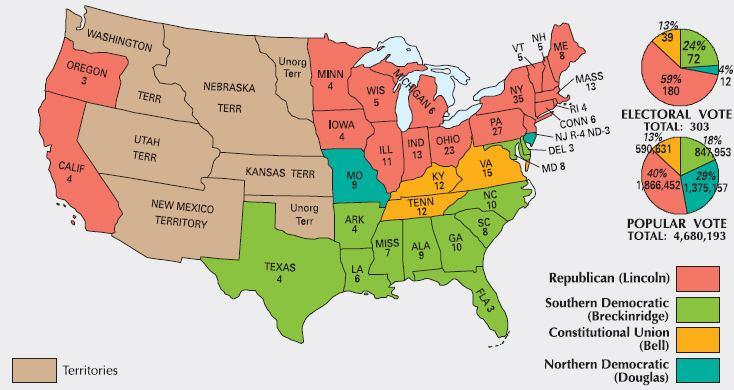 WASHINGTON
TERR
OREGON
3
CALIF
4
NEBRASKA
TERR
UTAH
TERR
NEW MEXICO
TERRITORY
KANSAS TERR
Unorg
Terr
Unorg
Terr
MINN
4
IOWA
4
WIS
5
MICHIGAN 6
ILL
11
IND
13
OHIO
23
PA
27
NY
35
VT
5
NH
5
ME
8
MASS
13
RI 4
CONN 6
NJ R-4 ND-3
DEL 3
MD 8
VA
15
KY
12
TENN
12
NC
10
SC
8
GA
10
ALA
9
MISS
7
FLA 3
LA
6
ARK
4
MO
9
TEXAS
4
13%
39
24%
72
4%
12
59%
180
ELECTORAL VOTE
TOTAL: 303
13%
590,631
18%
847,953
29%
1,375,157
40%
1,866,452
POPULAR VOTE
TOTAL: 4,680,193
Republican (Lincoln)
Southern Democratic
(Breckinridge)
Constitutional Union
(Bell)
Northern Democratic
(Douglas)
Territories